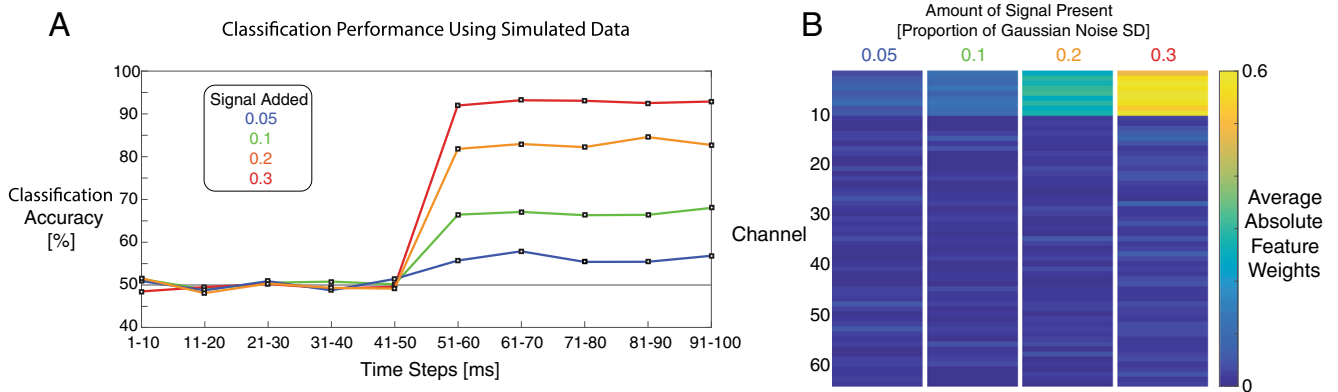 A
Classification Performance Using Simulated Data
100
90
80
70
60
50
40
Classification
Accuracy
[%]
Signal Added
0.05
0.1
0.2
0.3
1-10 11-20 21-30 31-40 41-50 51-60 61-70 71-80 81-90 91-100
Time Steps [ms]
B
Amount of Signal Present
[Proportion of Gaussian Noise SD]
0.05 0.1 0.2 0.3
10
20
30
40
50
60
Channel
0.6
0
Average
Absolute
Feature
Weights